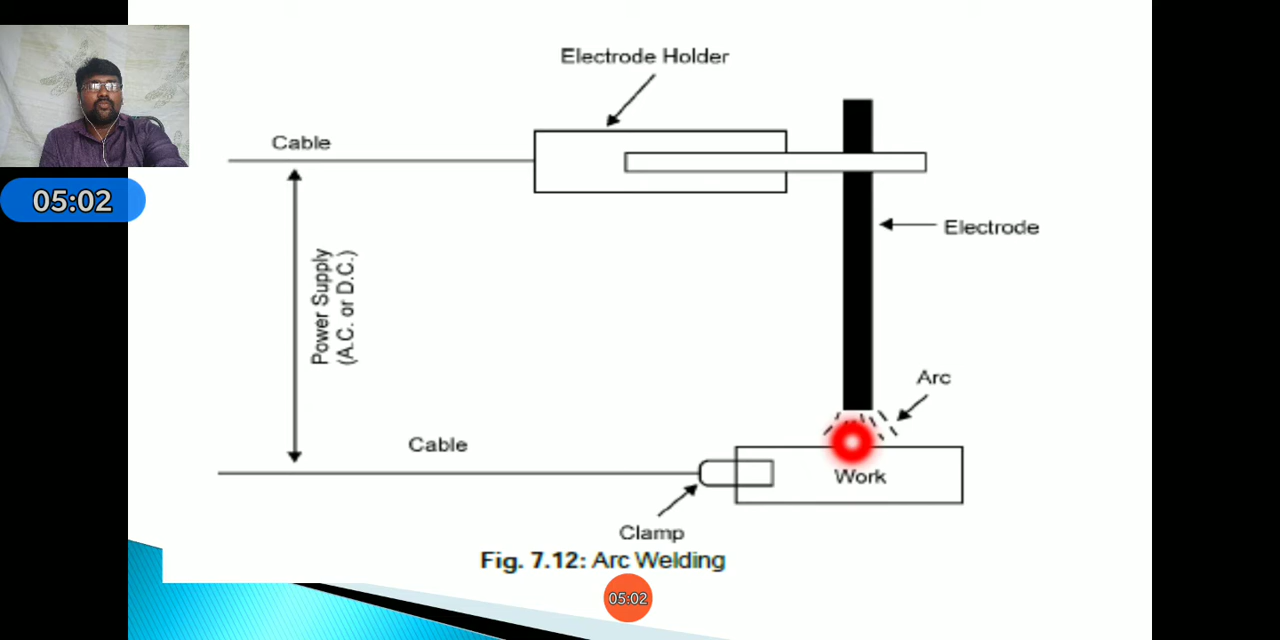 Electrode Holder
Cable
05:02
Electrode
Power Supply
(A.C. or D.C.)
Arc
Cable
Work
Clamp
Fig. 7.12: Arc Welding
05:02